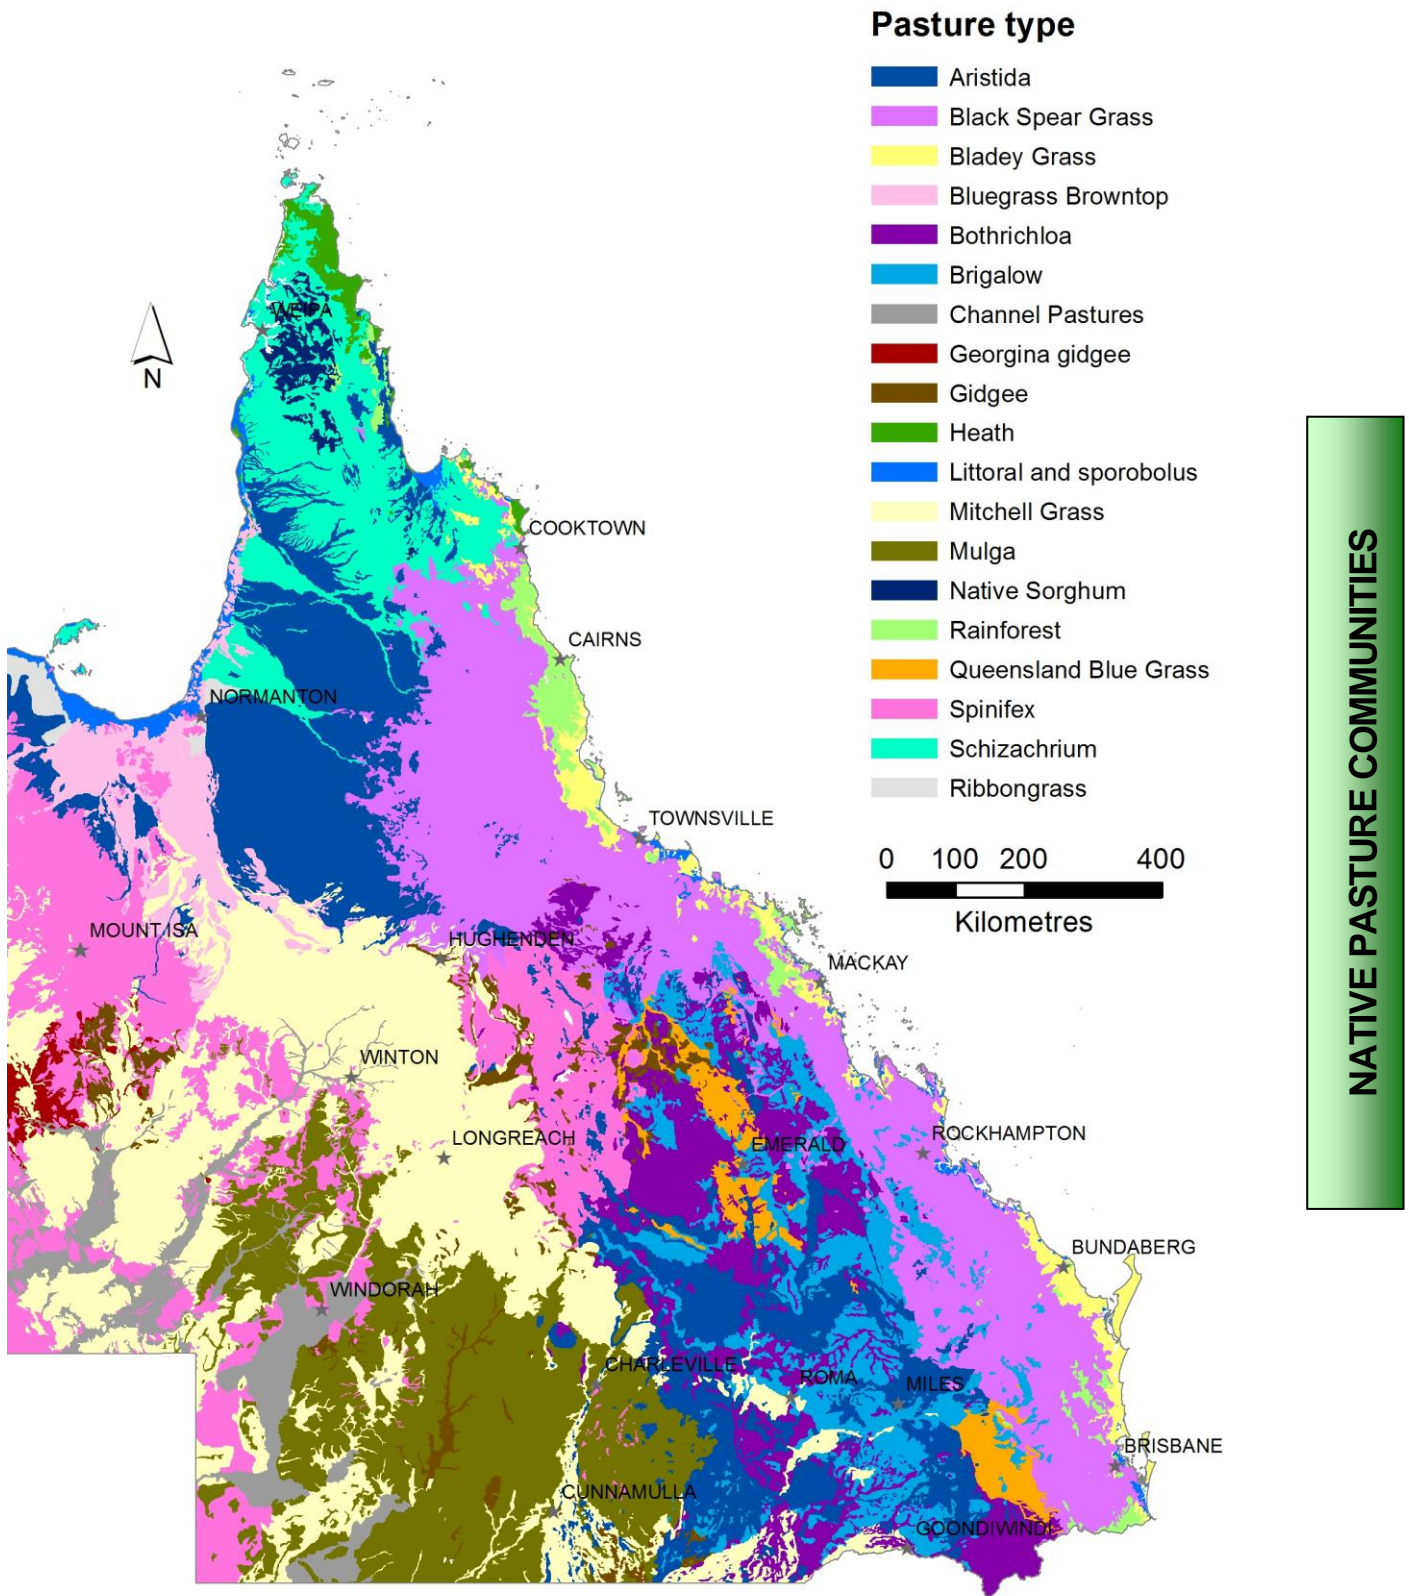 Pasture type
Aristida
Black Spear Grass
Bladey Grass
Bluegrass Browntop
Bothrichloa
Brigalow
Channel Pastures
Georgina gidgee
Gidgee
Heath
Littoral and sporobolus
Mitchell Grass
Mulga
Native Sorghum
Rainforest
Queensland Blue Grass
Spinifex
Schizachrium
Ribbongrass
0 100 200 400
Kilometres
N
WEIPA
COOKTOWN
CAIRNS
NORMANTON
TOWNSVILLE
MOUNT ISA
HUGHENDEN
MACKAY
WINTON
LONGREACH
EMERALD
ROCKHAMPTON
BUNDABERG
WINDORAH
CHARLEVILLE
ROMA
MILES
BRISBANE
CUNNAMULLA
GOONDIWINDI
NATIVE PASTURE COMMUNITIES